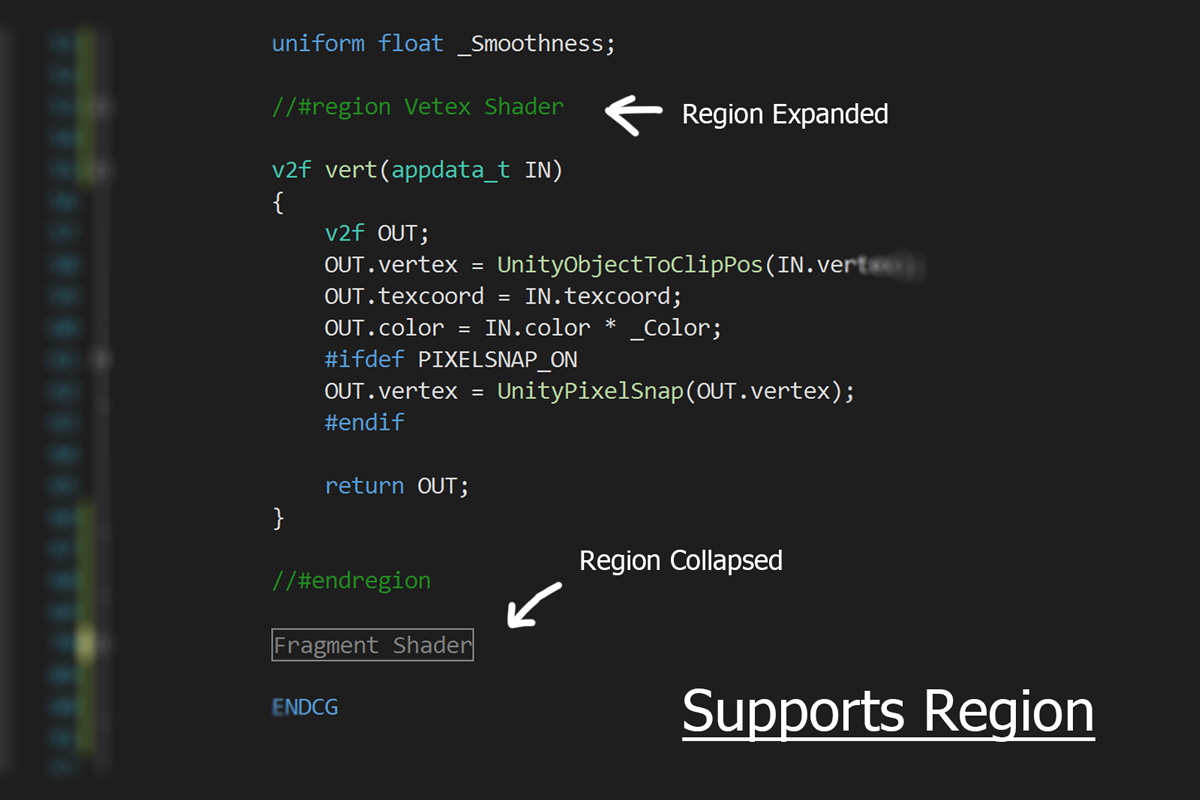 uniform float _Smoothness;
//#region Vetex Shader
Region Expanded
v2f vert(appdata_t IN)
{
v2f OUT;
OUT.vertex = UnityObjectToClipPos(IN.vertex);
OUT.texcoord = IN.texcoord;
OUT.color = IN.color * _Color;
#ifdef PIXELSNAP_ON
OUT.vertex = UnityPixelSnap(OUT.vertex);
#endif
return OUT;
}
Region Collapsed
//#endregion
Fragment Shader
ENDCG
Supports Region